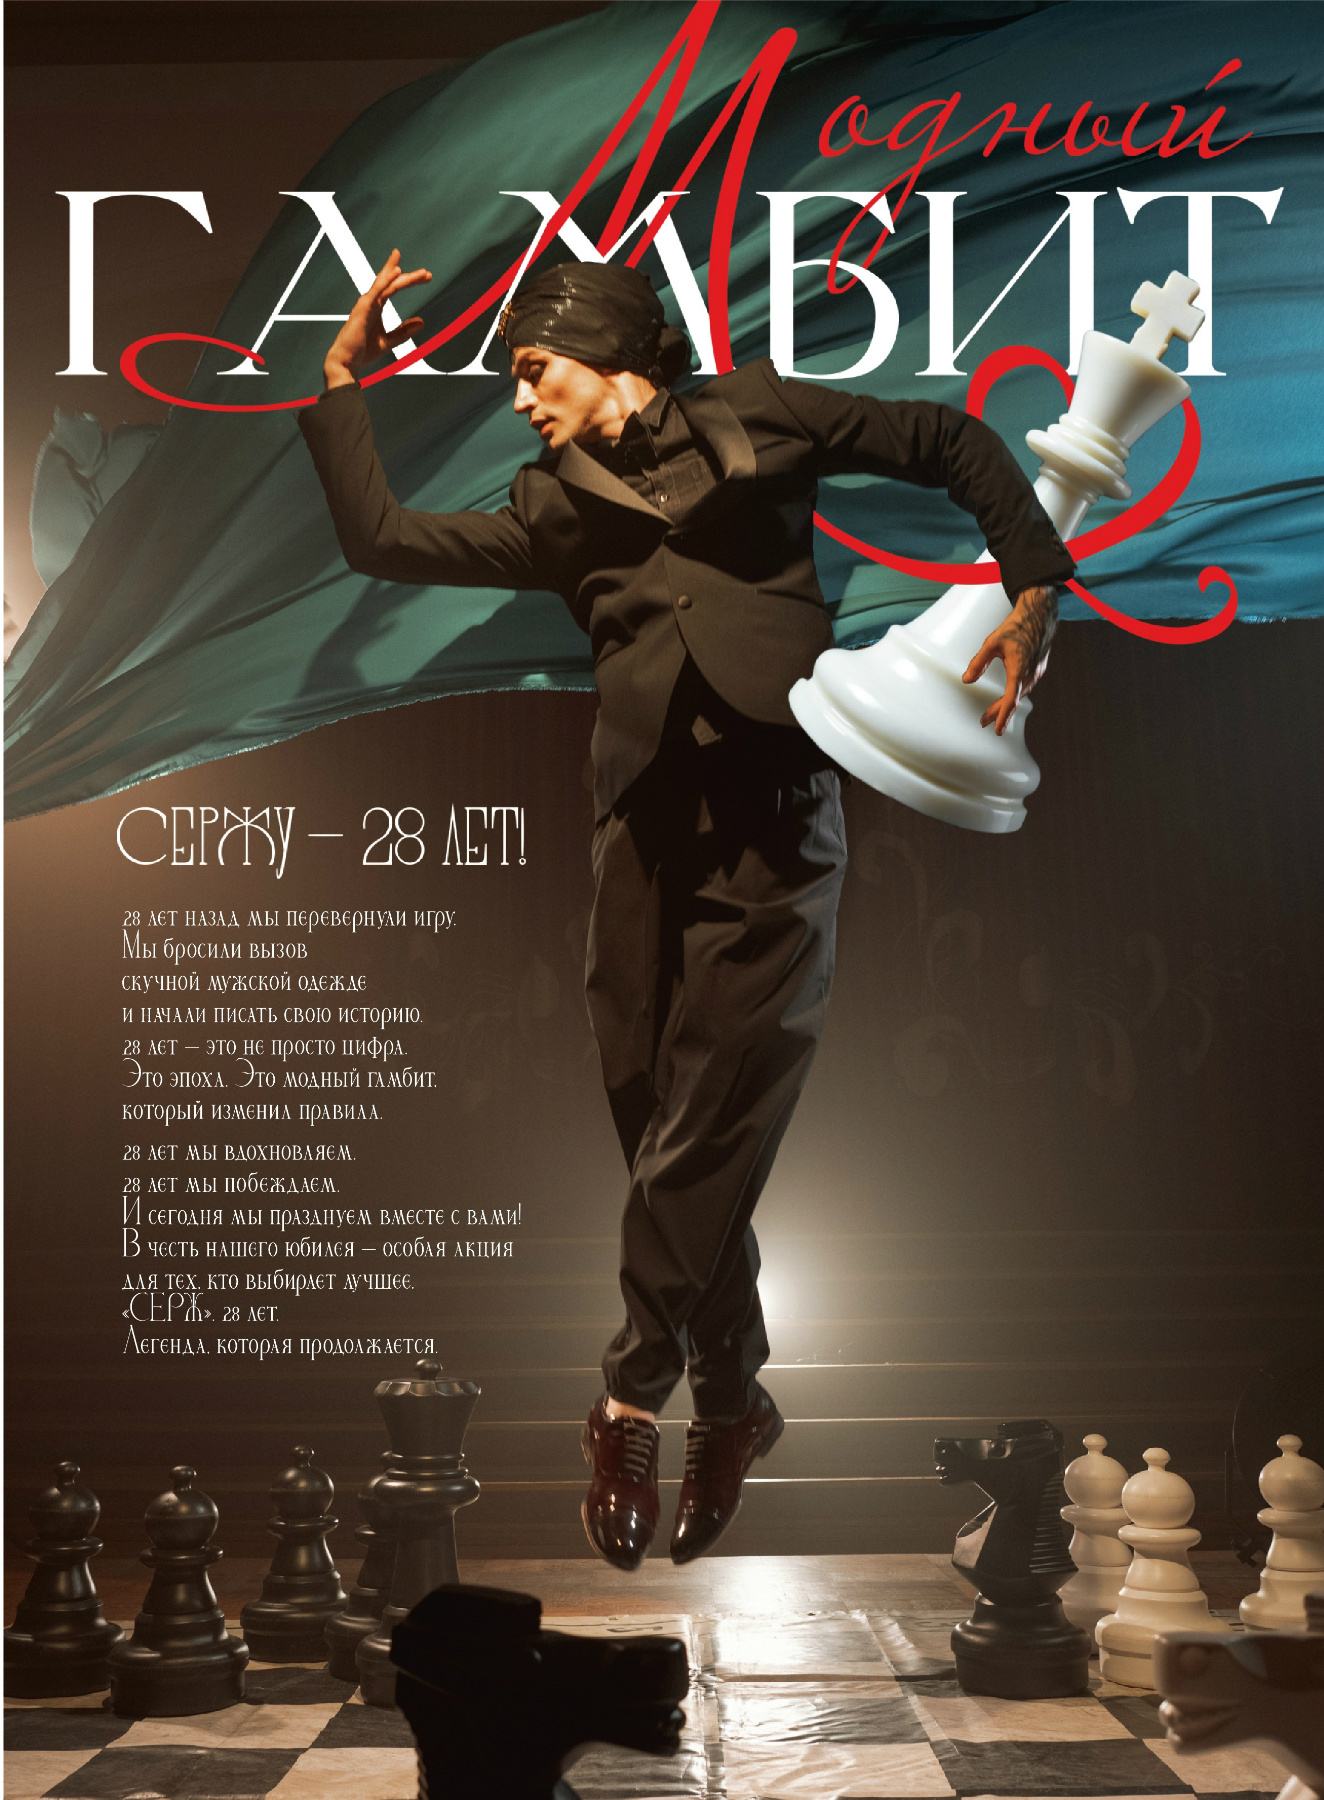 Модный
ГАМБИТ
СЕРЖУ – 28 ЛЕТ!
28 лет назад мы перевернули игру.
Мы бросили вызов
скучной мужской одежде
и начали писать свою историю.
28 лет – это не просто цифра.
Это эпоха. Это модный гамбит,
который изменил правила.
28 лет мы вдохновляем.
28 лет мы побеждаем.
И сегодня мы празднуем вместе с вами!
В честь нашего юбилея – особая акция
для тех, кто выбирает лучшее.
«СЕРЖ». 28 лет.
Легенда, которая продолжается.